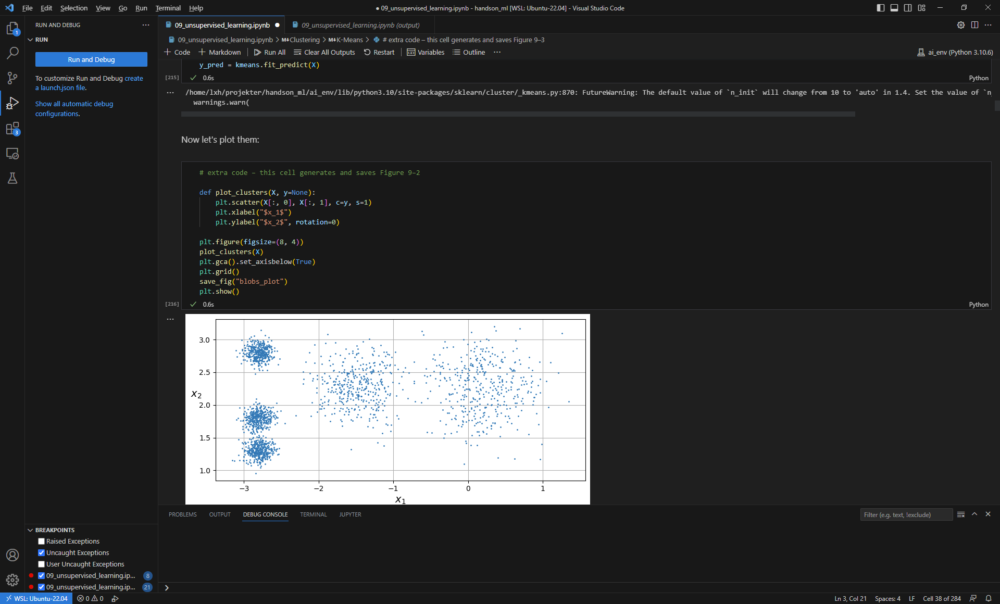 File Edit Selection View Go Run Terminal Help
● 09_unsupervised_learning.ipynb - handson_ml [WSL: Ubuntu-22.04] - Visual Studio Code
RUN AND DEBUG
09_unsupervised_learning.ipynb ●
09_unsupervised_learning.ipynb (output)
RUN
09_unsupervised_learning.ipynb > M↓Clustering > M↓K-Means > # extra code – this cell generates and saves Figure 9–3
+ Code + Markdown | Run All Clear All Outputs Restart | Variables Outline ···
ai_env (Python 3.10.6)
1
Run and Debug
To customize Run and Debug create
a launch.json file.
Show all automatic debug
configurations.
3
y_pred = kmeans.fit_predict(X)
[215] ✓ 0.6s
Python
/home/lxh/projekter/handson_ml/ai_env/lib/python3.10/site-packages/sklearn/cluster/_kmeans.py:870: FutureWarning: The default value of `n_init` will change from 10 to 'auto' in 1.4. Set the value of `n_
warnings.warn(
Now let's plot them:
# extra code – this cell generates and saves Figure 9–2
def plot_clusters(X, y=None):
plt.scatter(X[:, 0], X[:, 1], c=y, s=1)
plt.xlabel("$x_1$")
plt.ylabel("$x_2$", rotation=0)
plt.figure(figsize=(8, 4))
plot_clusters(X)
plt.gca().set_axisbelow(True)
plt.grid()
save_fig("blobs_plot")
plt.show()
[216] ✓ 0.6s
Python
3.0
2.5
x2
2.0
1.5
1.0
−3 −2 −1 0 1
x1
PROBLEMS OUTPUT DEBUG CONSOLE TERMINAL JUPYTER
Filter (e.g. text, !exclude)
BREAKPOINTS
Raised Exceptions
Uncaught Exceptions
User Uncaught Exceptions
09_unsupervised_learning.ip... 8
09_unsupervised_learning.ip... 21
WSL: Ubuntu-22.04 0 0
Ln 3, Col 21 Spaces: 4 LF Cell 38 of 284